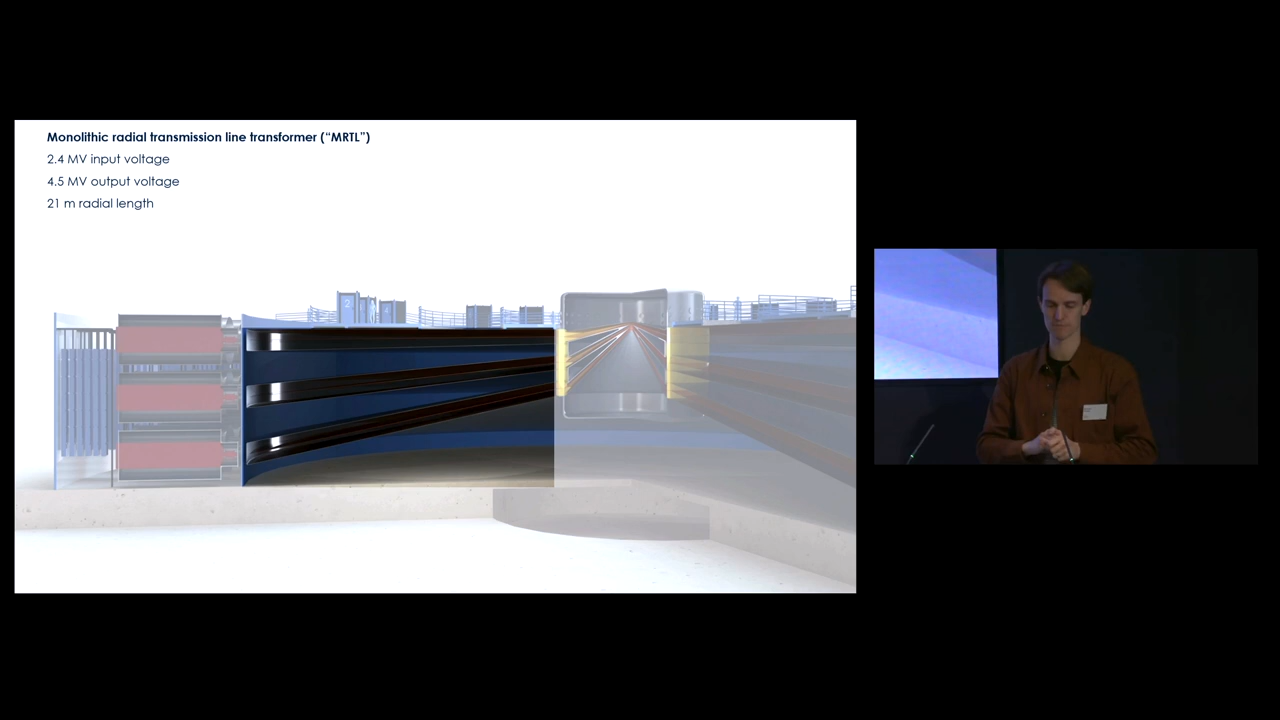 Monolithic radial transmission line transformer (“MRTL”)
2.4 MV input voltage
4.5 MV output voltage
21 m radial length
2